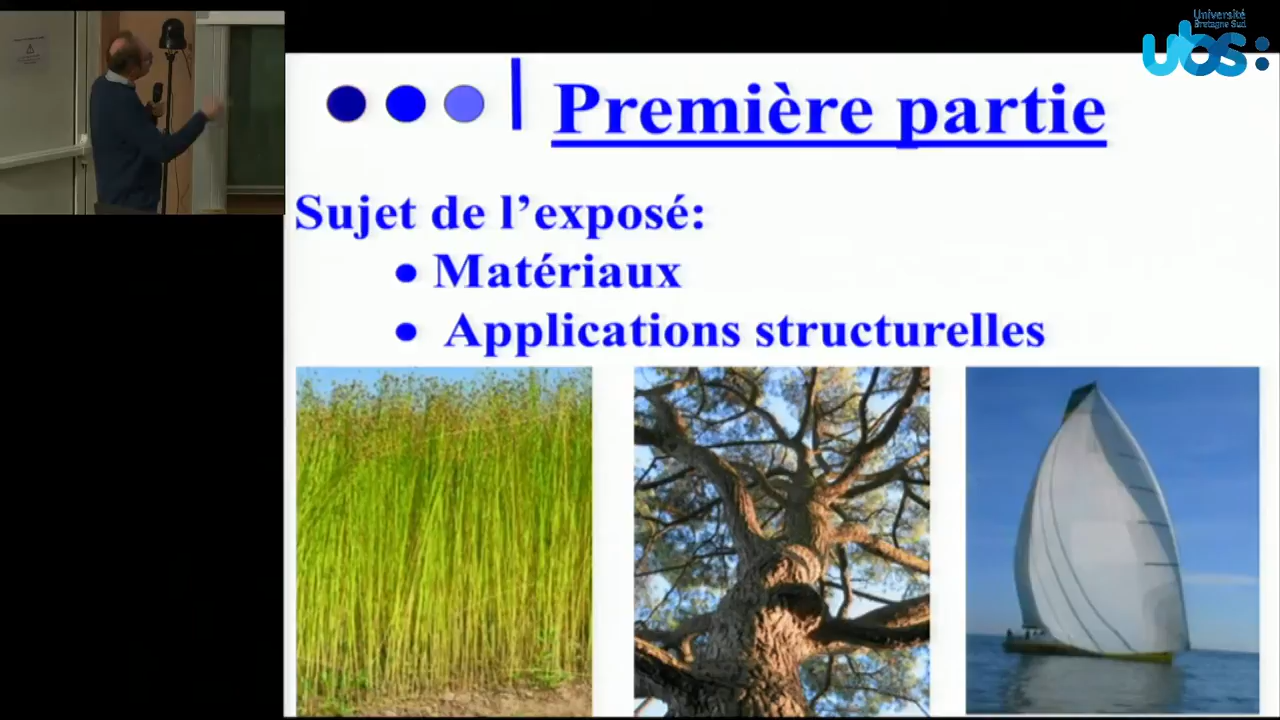 Université
Bretagne Sud
ubs:
Première partie
Sujet de l'exposé:
• Matériaux
• Applications structurelles